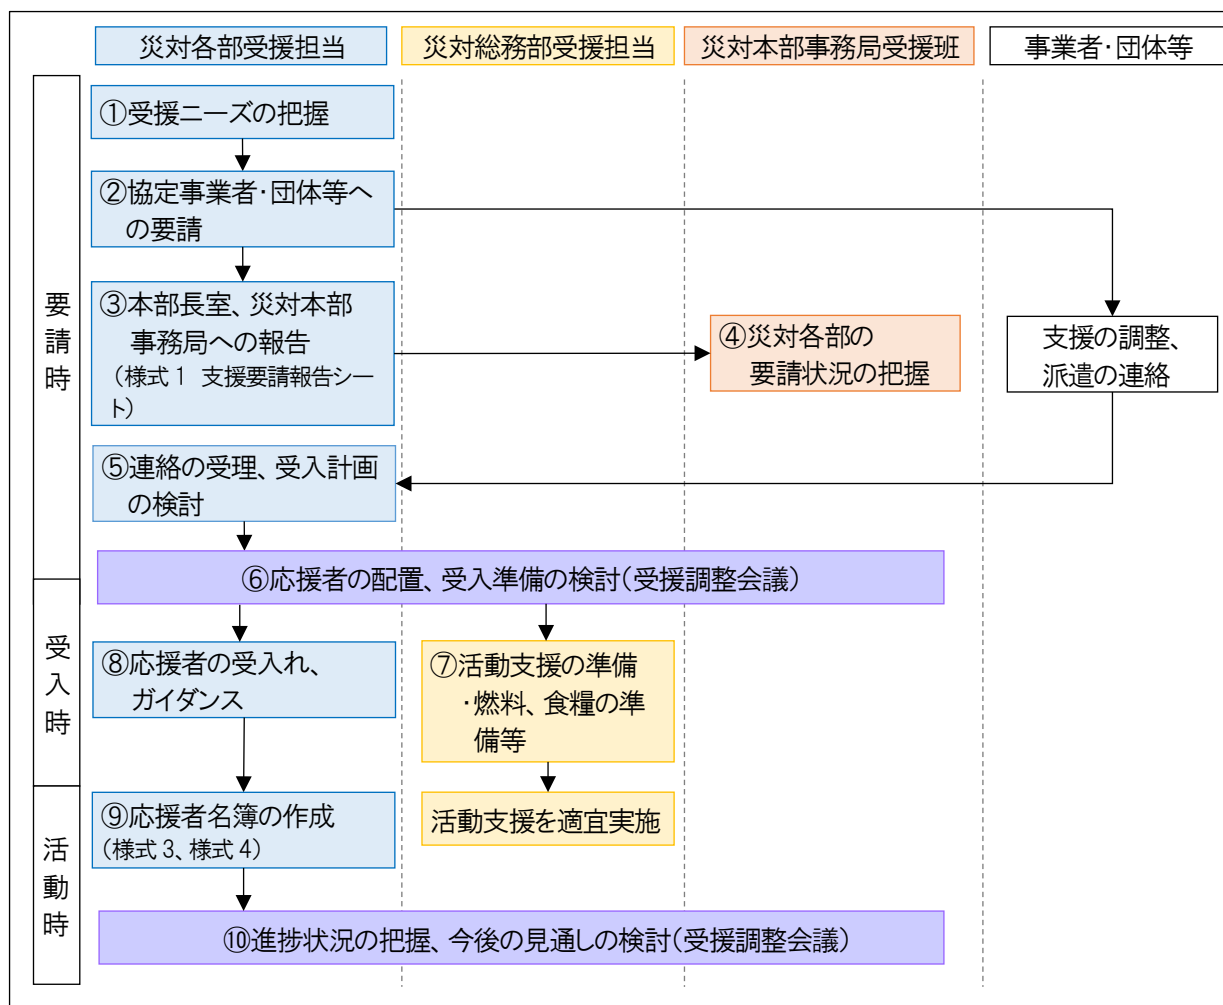 災対各部受援担当
災対総務部受援担当
災対本部事務局受援班
事業者・団体等
要請時
①受援ニーズの把握
②協定事業者・団体等へ
の要請
③本部長室、災対本部
事務局への報告
（様式１ 支援要請報告シー
ト）
④災対各部の
要請状況の把握
支援の調整、
派遣の連絡
⑤連絡の受理、受入計画
の検討
⑥応援者の配置、受入準備の検討（受援調整会議）
受入時
⑧応援者の受入れ、
ガイダンス
⑦活動支援の準備
・燃料、食糧の準
備等
活動時
⑨応援者名簿の作成
（様式３、様式４）
活動支援を適宜実施
⑩進捗状況の把握、今後の見通しの検討（受援調整会議）